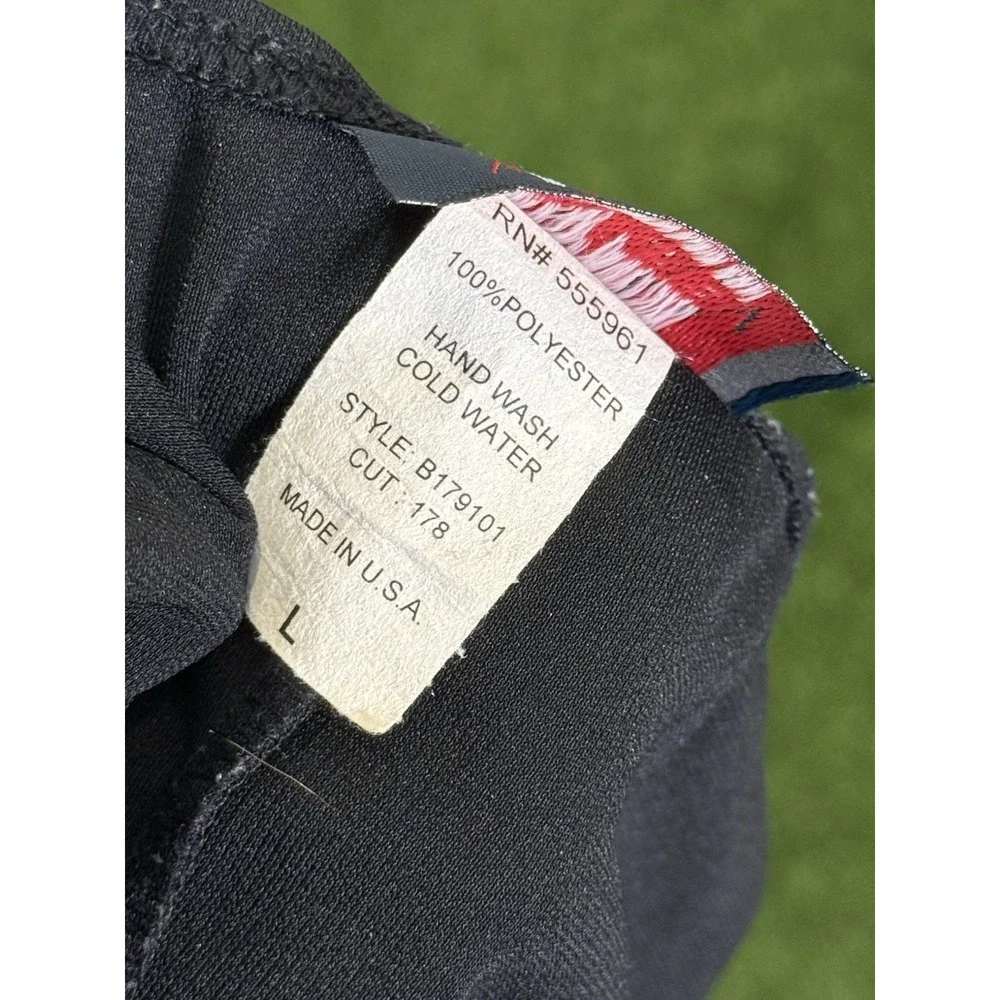 RN# 555961
100%POLYESTER
HAND WASH
COLD WATER
STYLE: B179101
CUT : 178
MADE IN U.S.A.
L